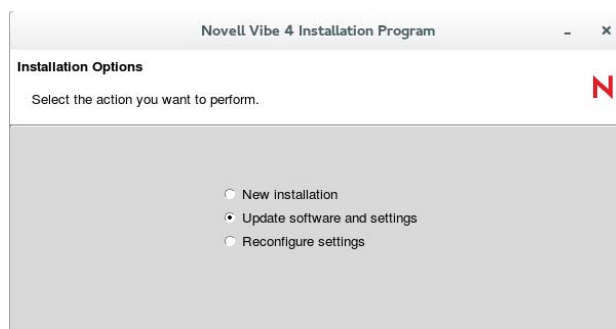 Novell Vibe 4 Installation Program
Installation Options
Select the action you want to perform.
N
New installation
Update software and settings
Reconfigure settings